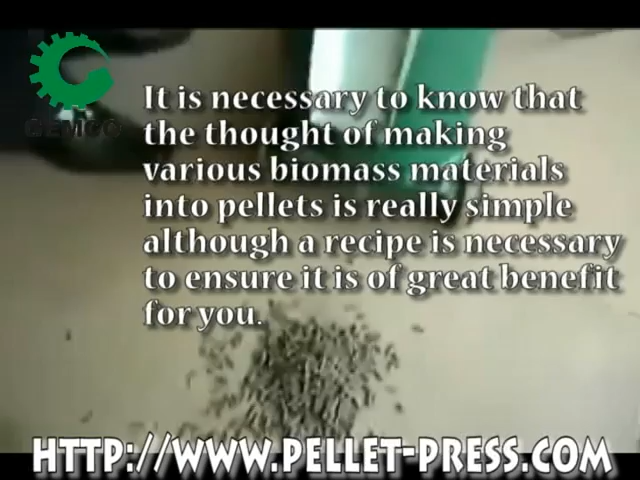 GEMCO
It is necessary to know that
the thought of making
various biomass materials
into pellets is really simple
although a recipe is necessary
to ensure it is of great benefit
for you.
HTTP://WWW.PELLET-PRESS.COM